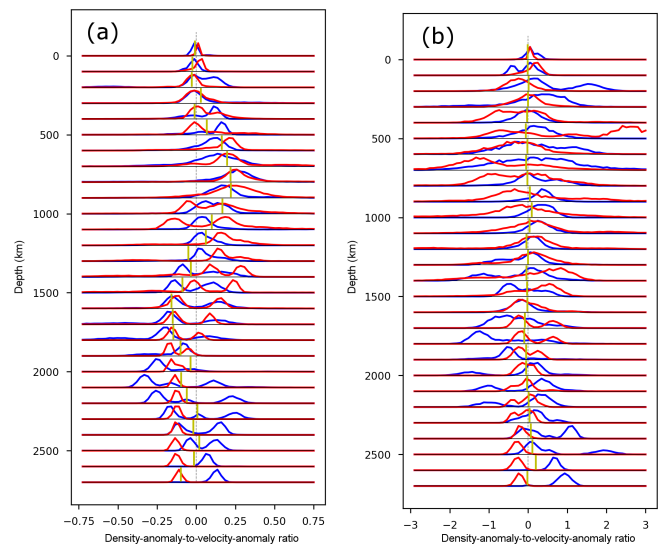 (a)
0
500
1000
1500
2000
2500
Depth (km)
−0.75 −0.50 −0.25 0.00 0.25 0.50 0.75
Density-anomaly-to-velocity-anomaly ratio
(b)
0
500
1000
1500
2000
2500
Depth (km)
−3 −2 −1 0 1 2 3
Density-anomaly-to-velocity-anomaly ratio